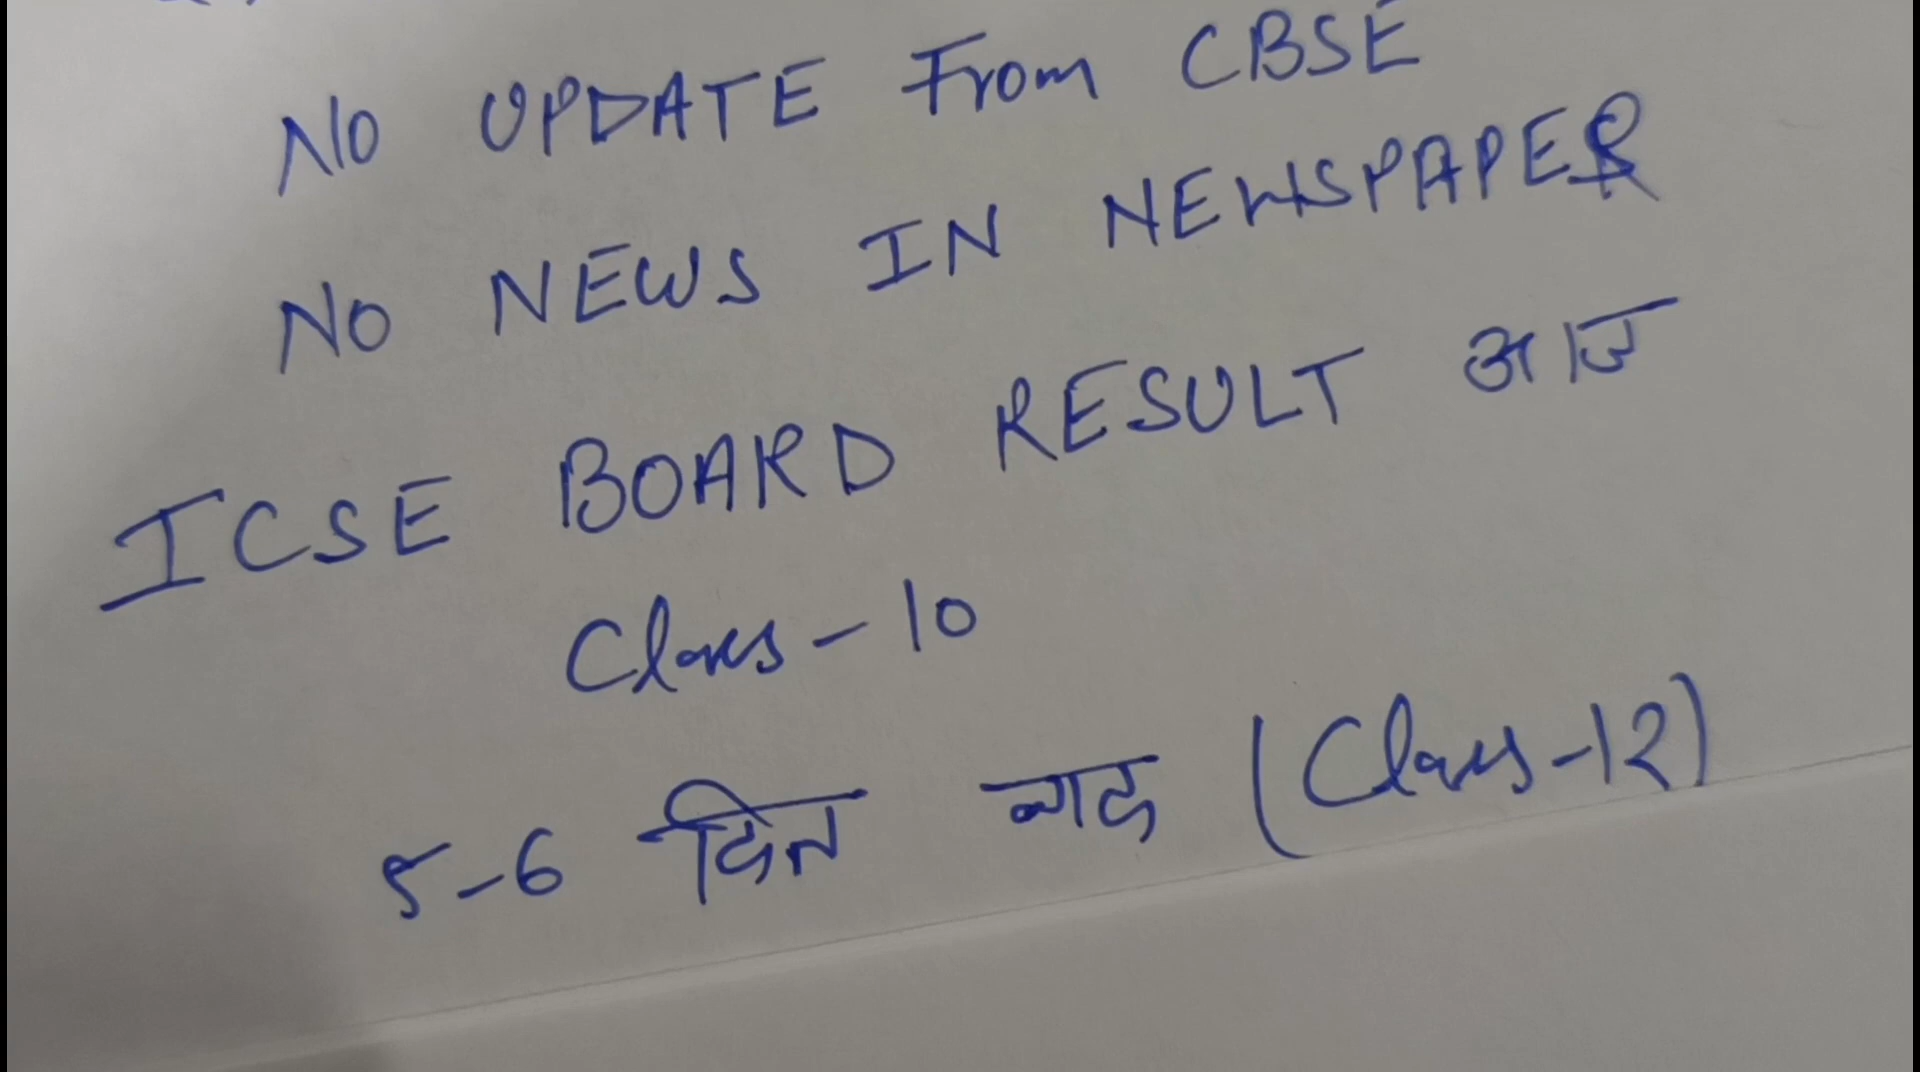 NO UPDATE From CBSE
NO NEWS IN NEWSPAPER
ICSE BOARD RESULT आज
Class-10
5-6 दिन बाद (Class-12)